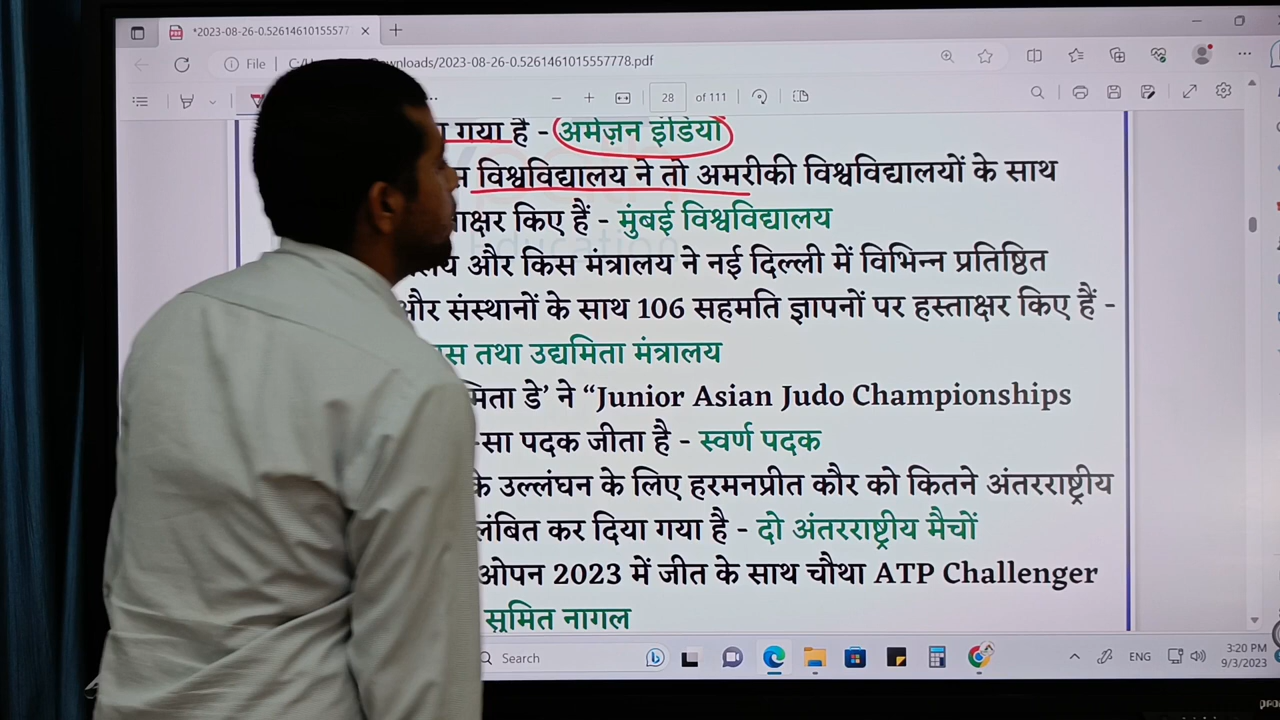 *2023-08-26-0.52614610155577
File
wnloads/2023-08-26-0.5261461015557778.pdf
28 of 111
गया है - अमेज़न इंडिया
विश्वविद्यालय ने तो अमरीकी विश्वविद्यालयों के साथ
किए हैं - मुंबई विश्वविद्यालय
Education
और किस मंत्रालय ने नई दिल्ली में विभिन्न प्रतिष्ठित
और संस्थानों के साथ 106 सहमति ज्ञापनों पर हस्ताक्षर किए हैं -
तथा उद्यमिता मंत्रालय
डे’ ने “Junior Asian Judo Championships
सा पदक जीता है - स्वर्ण पदक
के उल्लंघन के लिए हरमनप्रीत कौर को कितने अंतरराष्ट्रीय
लंबित कर दिया गया है - दो अंतरराष्ट्रीय मैचों
ओपन 2023 में जीत के साथ चौथा ATP Challenger
सुमित नागल
Search
ENG
3:20 PM
9/3/2023